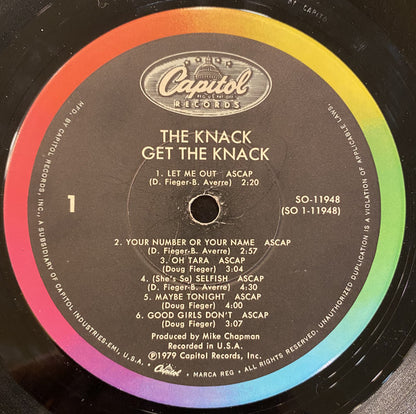 Capitol
REG. U.S. PAT. OFF.
RECORDS
THE KNACK
GET THE KNACK
1. LET ME OUT ASCAP
(D. Fieger-B. Averre) 2:20
1
SO-11948
(SO 1-11948)
2. YOUR NUMBER OR YOUR NAME ASCAP
(D. Fieger-B. Averre) 2:57
3. OH TARA ASCAP
(Doug Fieger) 3:04
4. (She's So) SELFISH ASCAP
(D. Fieger-B. Averre) 4:30
5. MAYBE TONIGHT ASCAP
(Doug Fieger) 4:00
6. GOOD GIRLS DON'T ASCAP
(Doug Fieger) 3:07
Produced by Mike Chapman
Recorded in U.S.A.
℗1979 Capitol Records, Inc.
MFD. BY CAPITOL RECORDS, INC., A SUBSIDIARY OF CAPITOL INDUSTRIES-EMI, U.S.A. Capitol MARCA REG. UNAUTHORIZED DUPLICATION IS A VIOLATION OF APPLICABLE LAWS.